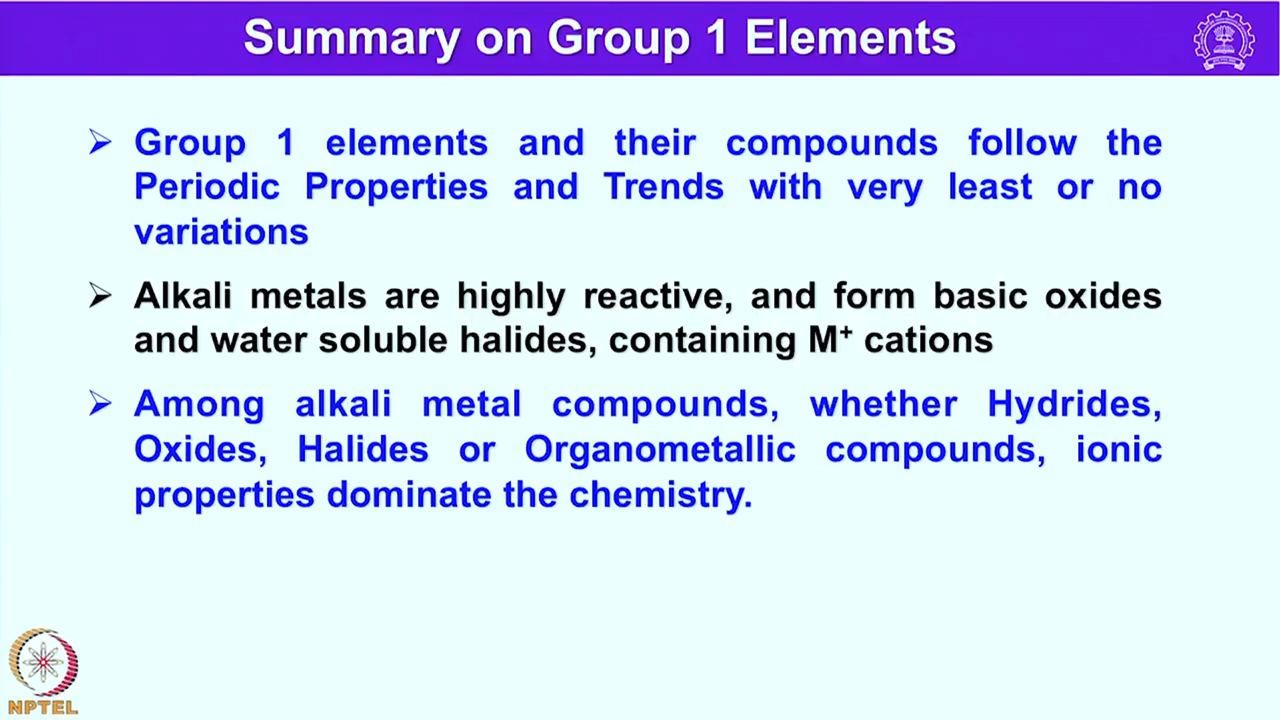 Summary on Group 1 Elements
➢ Group 1 elements and their compounds follow the
Periodic Properties and Trends with very least or no
variations
➢ Alkali metals are highly reactive, and form basic oxides
and water soluble halides, containing M⁺ cations
➢ Among alkali metal compounds, whether Hydrides,
Oxides, Halides or Organometallic compounds, ionic
properties dominate the chemistry.
NPTEL